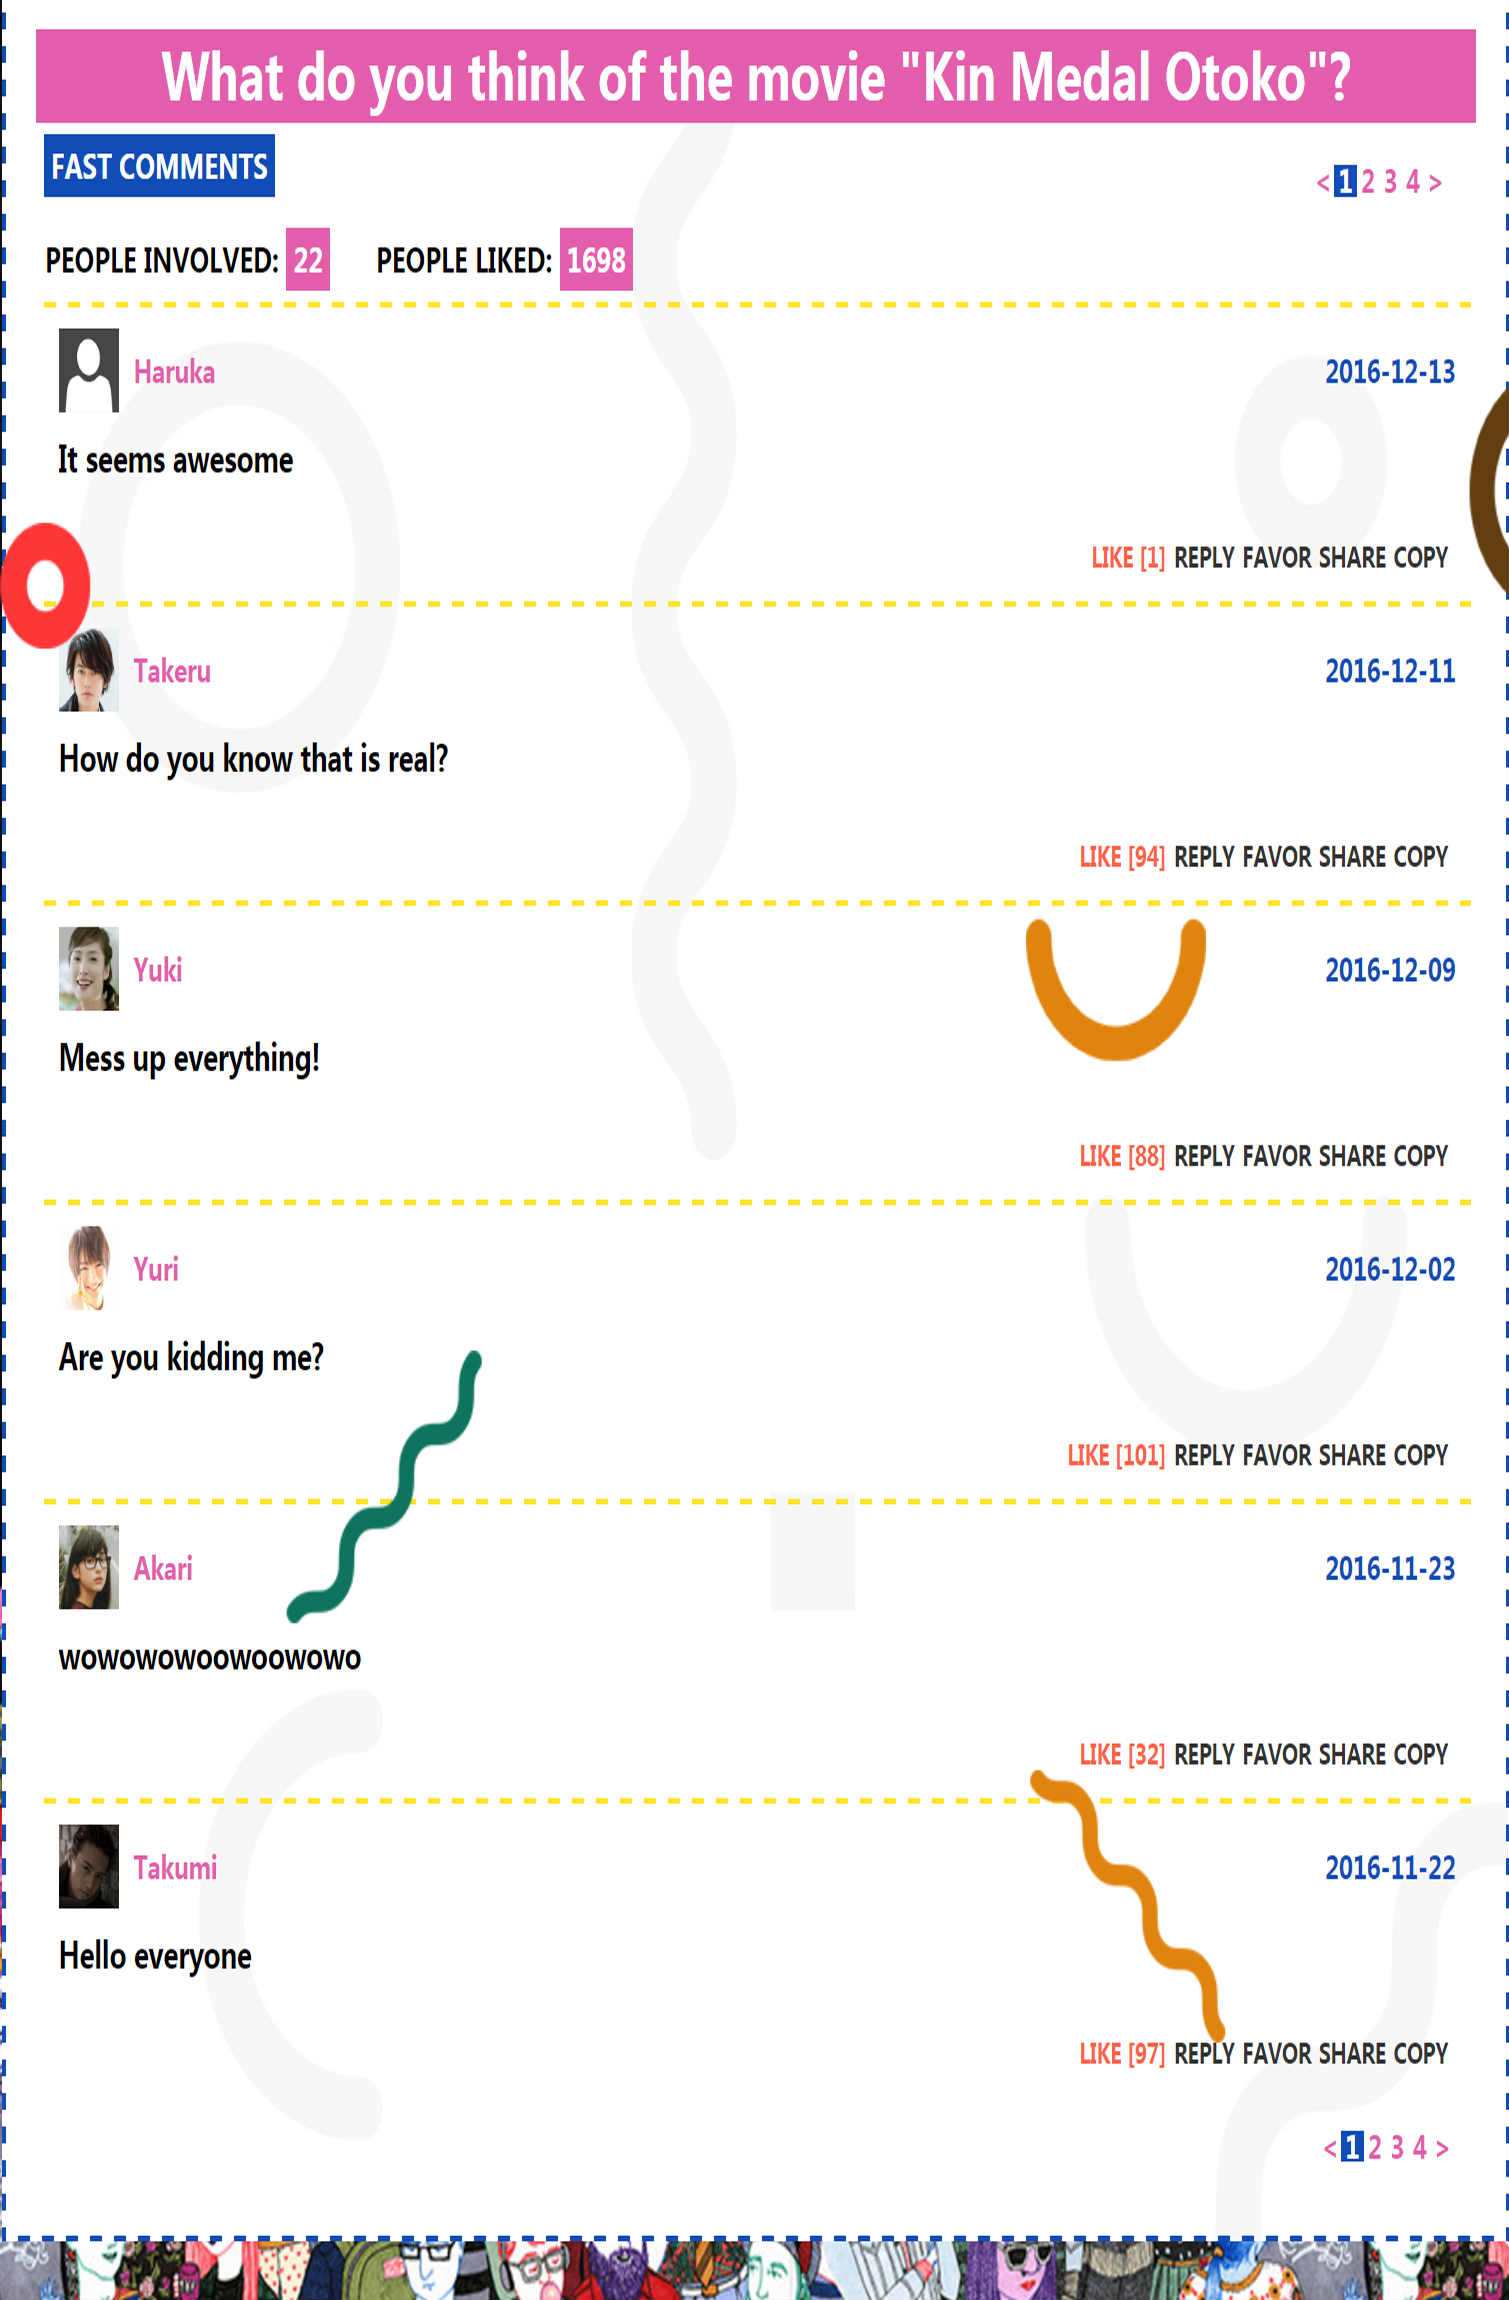 What do you think of the movie "Kin Medal Otoko"?
FAST COMMENTS
< 1 2 3 4 >
PEOPLE INVOLVED: 22 PEOPLE LIKED: 1698
Haruka 2016-12-13
It seems awesome
LIKE [1] REPLY FAVOR SHARE COPY
Takeru 2016-12-11
How do you know that is real?
LIKE [94] REPLY FAVOR SHARE COPY
Yuki 2016-12-09
Mess up everything!
LIKE [88] REPLY FAVOR SHARE COPY
Yuri 2016-12-02
Are you kidding me?
LIKE [101] REPLY FAVOR SHARE COPY
Akari 2016-11-23
wowowowoowoowowo
LIKE [32] REPLY FAVOR SHARE COPY
Takumi 2016-11-22
Hello everyone
LIKE [97] REPLY FAVOR SHARE COPY
< 1 2 3 4 >